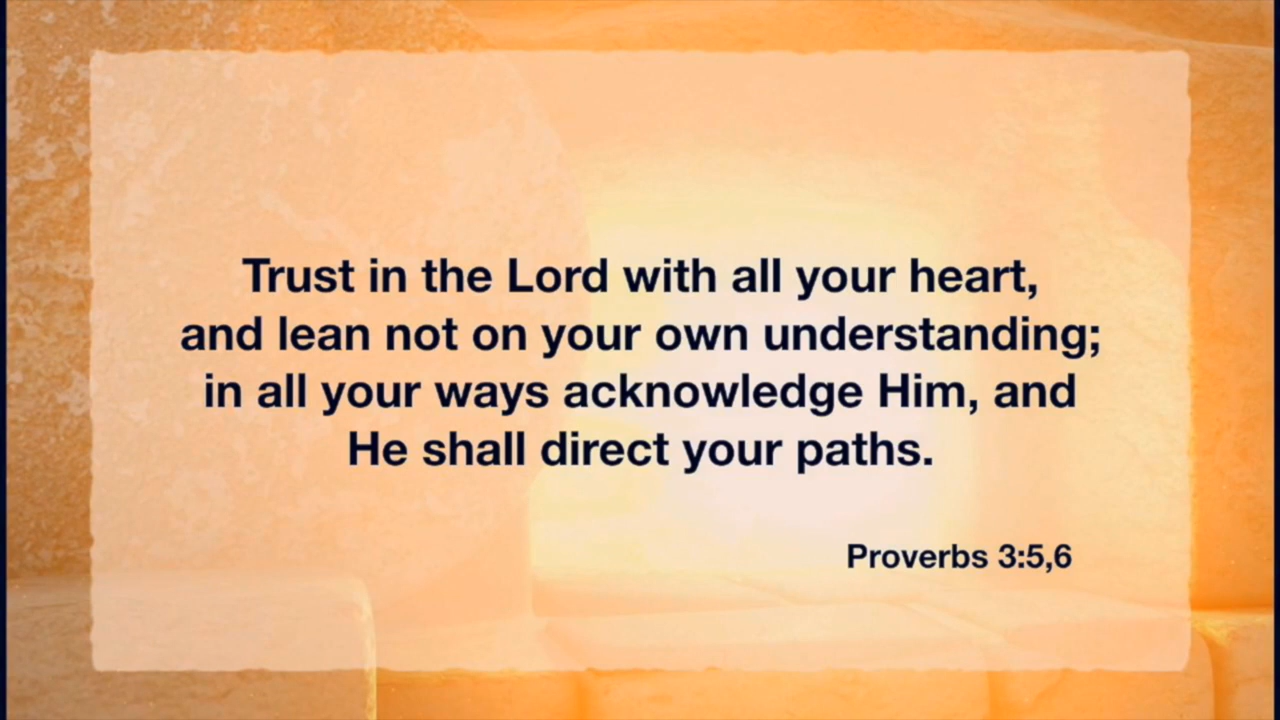 Trust in the Lord with all your heart,
and lean not on your own understanding;
in all your ways acknowledge Him, and
He shall direct your paths.
Proverbs 3:5,6